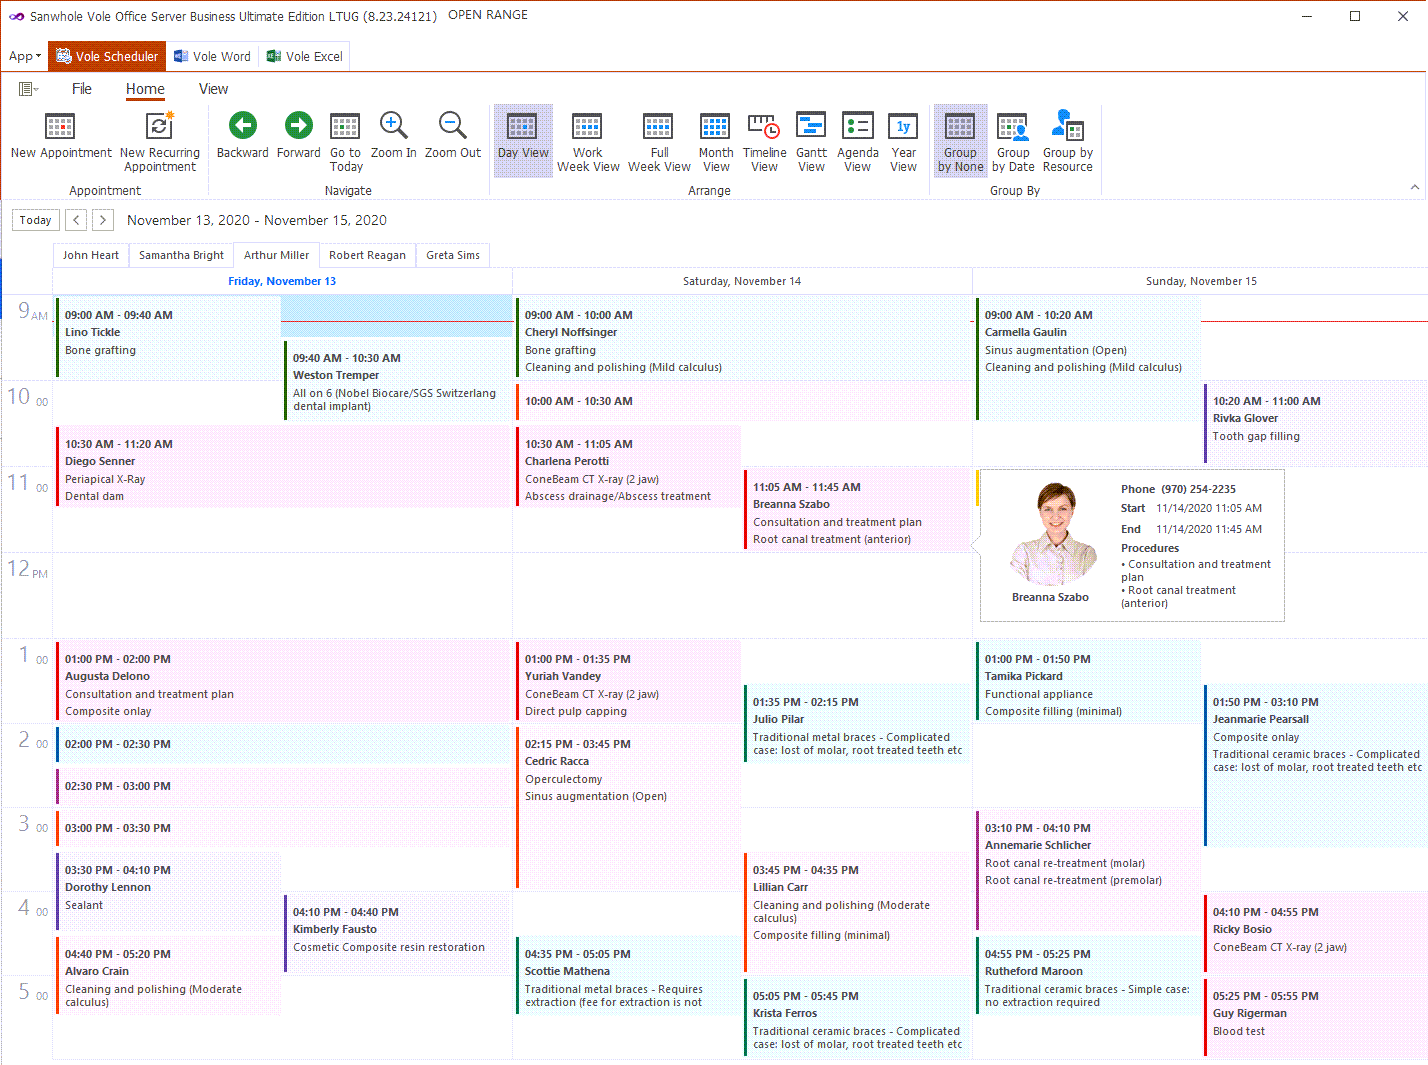 Sanwhole Vole Office Server Business Ultimate Edition LTUG (8.23.24121) OPEN RANGE
App Vole Scheduler Vole Word Vole Excel
File Home View
New Appointment
New Recurring
Appointment
Backward
Forward
Go to
Today
Zoom In
Zoom Out
Day View
Work
Week View
Full
Week View
Month
View
Timeline
View
Gantt
View
Agenda
View
1y
Year
View
Group
by None
Group
by Date
Group by
Resource
Appointment
Navigate
Arrange
Group By
Today < > November 13, 2020 - November 15, 2020
John Heart Samantha Bright Arthur Miller Robert Reagan Greta Sims
Friday, November 13
Saturday, November 14
Sunday, November 15
9 AM
10 00
11 00
12 PM
1 00
2 00
3 00
4 00
5 00
09:00 AM - 09:40 AM
Lino Tickle
Bone grafting
09:40 AM - 10:30 AM
Weston Tremper
All on 6 (Nobel Biocare/SGS Switzerlang
dental implant)
10:30 AM - 11:20 AM
Diego Senner
Periapical X-Ray
Dental dam
01:00 PM - 02:00 PM
Augusta Delono
Consultation and treatment plan
Composite onlay
02:00 PM - 02:30 PM
02:30 PM - 03:00 PM
03:00 PM - 03:30 PM
03:30 PM - 04:10 PM
Dorothy Lennon
Sealant
04:10 PM - 04:40 PM
Kimberly Fausto
Cosmetic Composite resin restoration
04:40 PM - 05:20 PM
Alvaro Crain
Cleaning and polishing (Moderate
calculus)
09:00 AM - 10:00 AM
Cheryl Noffsinger
Bone grafting
Cleaning and polishing (Mild calculus)
10:00 AM - 10:30 AM
10:30 AM - 11:05 AM
Charlena Perotti
ConeBeam CT X-ray (2 jaw)
Abscess drainage/Abscess treatment
11:05 AM - 11:45 AM
Breanna Szabo
Consultation and treatment plan
Root canal treatment (anterior)
01:00 PM - 01:35 PM
Yuriah Vandey
ConeBeam CT X-ray (2 jaw)
Direct pulp capping
01:35 PM - 02:15 PM
Julio Pilar
Traditional metal braces - Complicated
case: lost of molar, root treated teeth etc
02:15 PM - 03:45 PM
Cedric Racca
Operculectomy
Sinus augmentation (Open)
03:45 PM - 04:35 PM
Lillian Carr
Cleaning and polishing (Moderate
calculus)
Composite filling (minimal)
04:35 PM - 05:05 PM
Scottie Mathena
Traditional metal braces - Requires
extraction (fee for extraction is not
05:05 PM - 05:45 PM
Krista Ferros
Traditional ceramic braces - Complicated
case: lost of molar, root treated teeth etc
09:00 AM - 10:20 AM
Carmella Gaulin
Sinus augmentation (Open)
Cleaning and polishing (Mild calculus)
10:20 AM - 11:00 AM
Rivka Glover
Tooth gap filling
Breanna Szabo
Phone (970) 254-2235
Start 11/14/2020 11:05 AM
End 11/14/2020 11:45 AM
Procedures
• Consultation and treatment
plan
• Root canal treatment
(anterior)
01:00 PM - 01:50 PM
Tamika Pickard
Functional appliance
Composite filling (minimal)
01:50 PM - 03:10 PM
Jeanmarie Pearsall
Composite onlay
Traditional ceramic braces - Complicated
case: lost of molar, root treated teeth etc
03:10 PM - 04:10 PM
Annemarie Schlicher
Root canal re-treatment (molar)
Root canal re-treatment (premolar)
04:10 PM - 04:55 PM
Ricky Bosio
ConeBeam CT X-ray (2 jaw)
04:55 PM - 05:25 PM
Rutheford Maroon
Traditional ceramic braces - Simple case:
no extraction required
05:25 PM - 05:55 PM
Guy Rigerman
Blood test